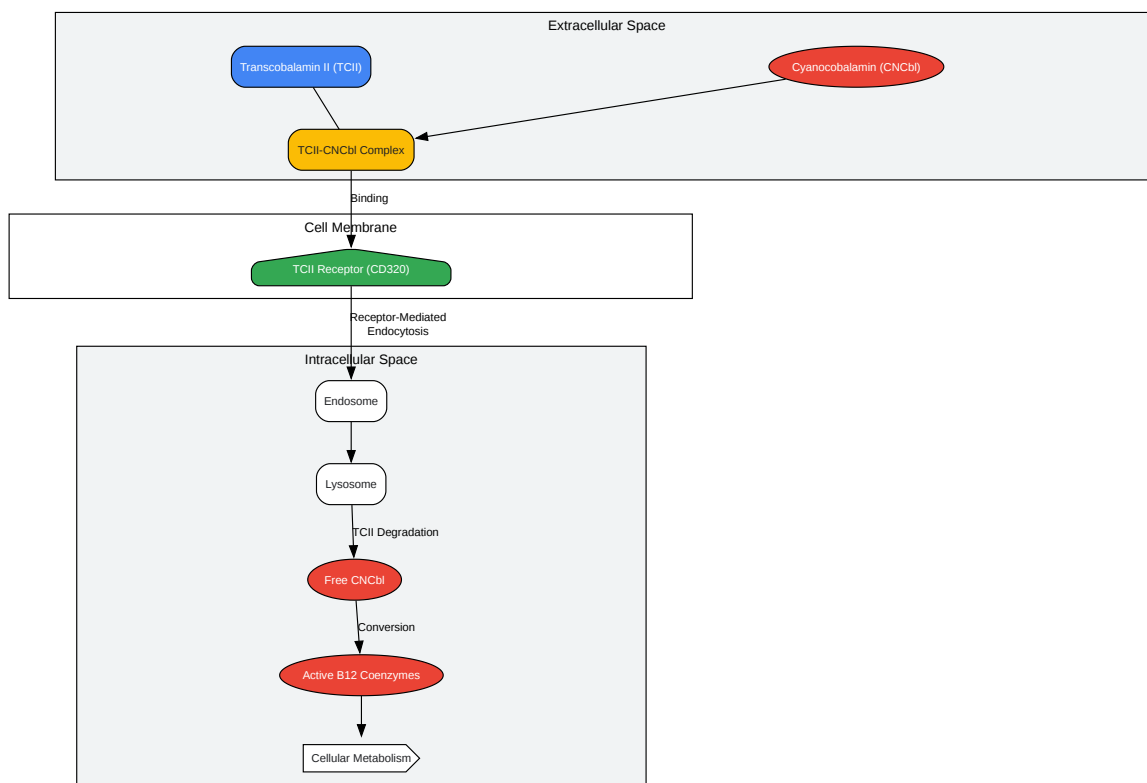 Extracellular Space
Transcobalamin II (TCII)
Cyanocobalamin (CNCbl)
TCII-CNCbl Complex
Binding
Cell Membrane
TCII Receptor (CD320)
Receptor-Mediated
Endocytosis
Intracellular Space
Endosome
Lysosome
TCII Degradation
Free CNCbl
Conversion
Active B12 Coenzymes
Cellular Metabolism